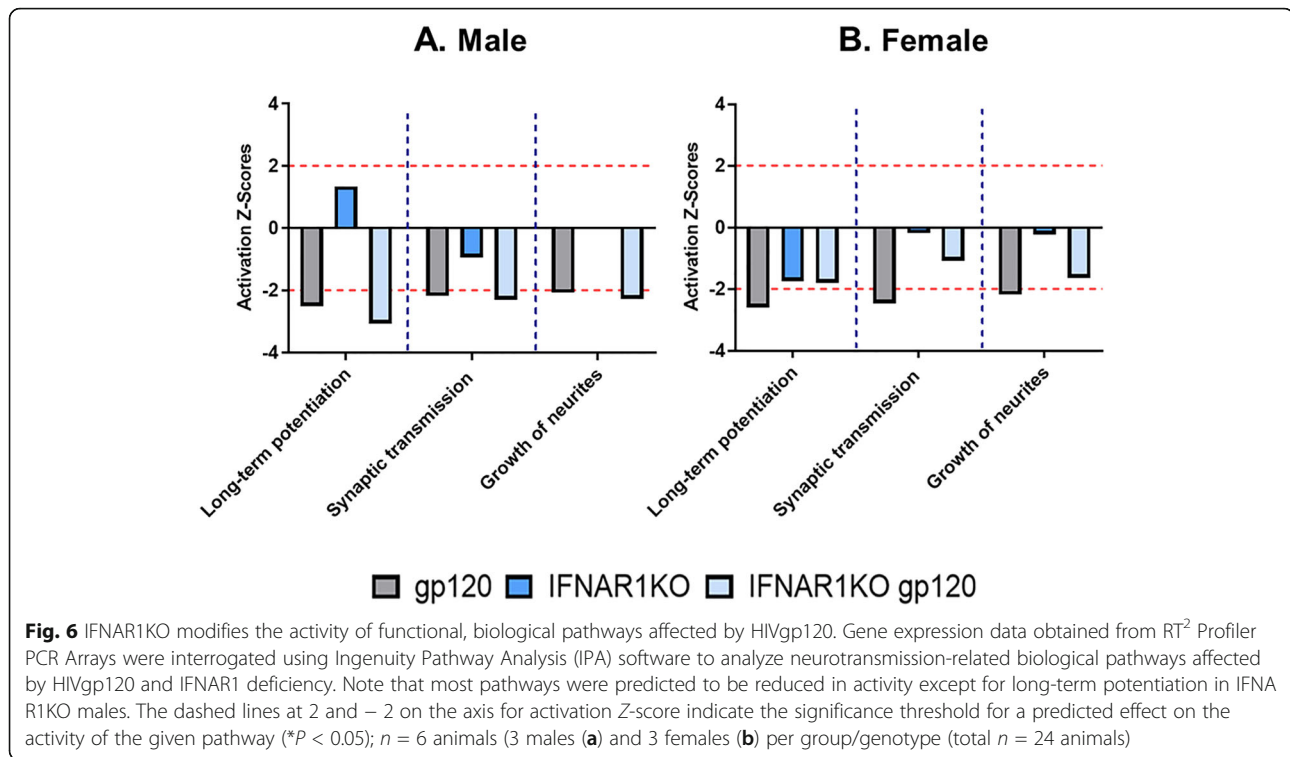 A. Male
B. Female
Activation Z-Scores
4
2
0
-2
-4
Long-term potentiation
Synaptic transmission
Growth of neurites
Activation Z-Scores
4
2
0
-2
-4
Long-term potentiation
Synaptic transmission
Growth of neurites
gp120 IFNAR1KO IFNAR1KO gp120
Fig. 6 IFNAR1KO modifies the activity of functional, biological pathways affected by HIVgp120. Gene expression data obtained from RT² Profiler
PCR Arrays were interrogated using Ingenuity Pathway Analysis (IPA) software to analyze neurotransmission-related biological pathways affected
by HIVgp120 and IFNAR1 deficiency. Note that most pathways were predicted to be reduced in activity except for long-term potentiation in IFNA
R1KO males. The dashed lines at 2 and − 2 on the axis for activation Z-score indicate the significance threshold for a predicted effect on the
activity of the given pathway (*P < 0.05); n = 6 animals (3 males (a) and 3 females (b) per group/genotype (total n = 24 animals)